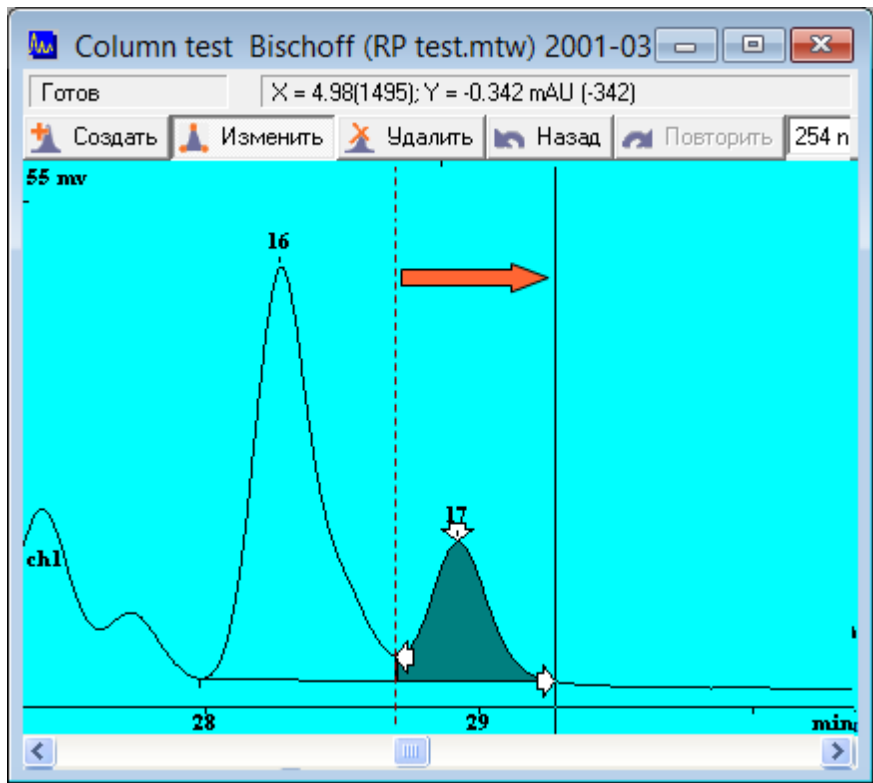 Column test Bischoff (RP test.mtw) 2001-03
Готов X = 4.98(1495); Y = -0.342 mAU (-342)
Создать Изменить Удалить Назад Повторить 254 n
55 mv
16
17
ch1
28 29 min